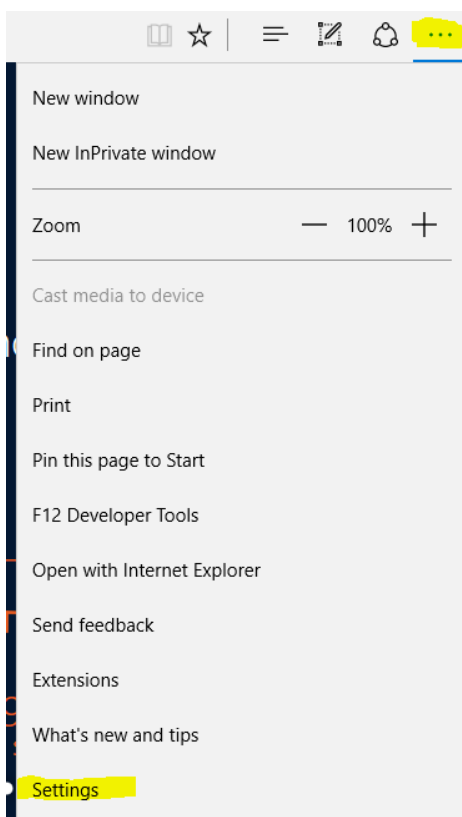 New window
New InPrivate window
Zoom — 100% +
Cast media to device
Find on page
Print
Pin this page to Start
F12 Developer Tools
Open with Internet Explorer
Send feedback
Extensions
What's new and tips
Settings